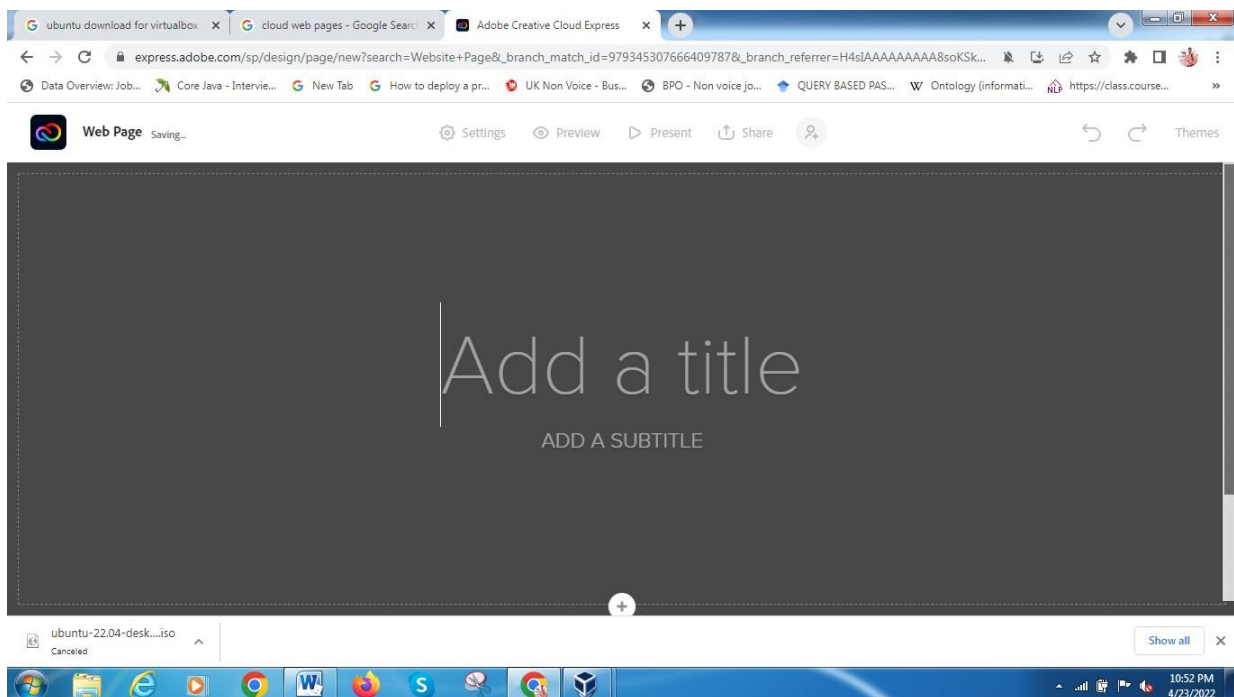 ubuntu download for virtualbox -
cloud web pages - Google Searc
Adobe Creative Cloud Express
express.adobe.com/sp/design/page/new?search=Website+Page&_branch_match_id=979345307666409787&_branch_referrer=H4sIAAAAAAAAA8soKSk...
Data Overview: Job...
Core Java - Intervie...
New Tab
How to deploy a pr...
UK Non Voice - Bus...
BPO - Non voice jo...
QUERY BASED PAS...
Ontology (informati...
NLP
https://class.course...
»
Web Page Saving...
Settings
Preview
Present
Share
Themes
Add a title
ADD A SUBTITLE
ubuntu-22.04-desk....iso
Canceled
Show all
10:52 PM
4/23/2022